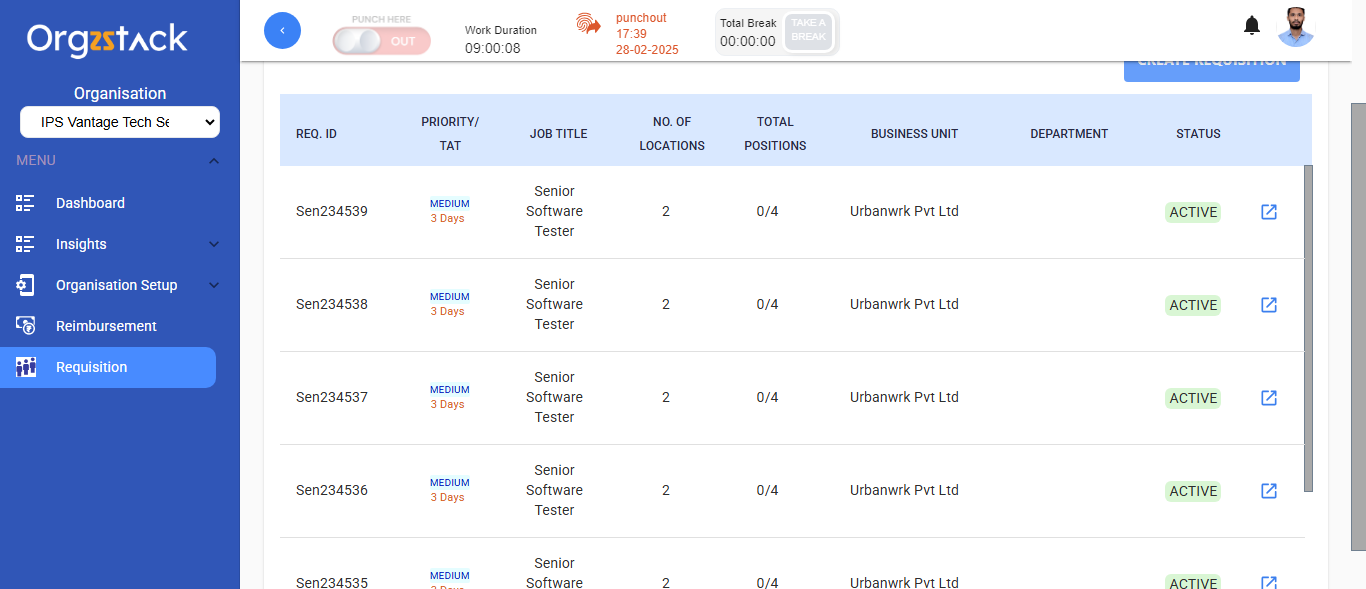 Orgzstack
Organisation
IPS Vantage Tech Se
MENU
Dashboard
Insights
Organisation Setup
Reimbursement
Requisition
PUNCH HERE
OUT
Work Duration
09:00:08
punchout
17:39
28-02-2025
Total Break
00:00:00
TAKE A
BREAK
CREATE REQUISITION
REQ. ID
PRIORITY/
TAT
JOB TITLE
NO. OF
LOCATIONS
TOTAL
POSITIONS
BUSINESS UNIT
DEPARTMENT
STATUS
Sen234539
MEDIUM
3 Days
Senior
Software
Tester
2
0/4
Urbanwrk Pvt Ltd
ACTIVE
Sen234538
MEDIUM
3 Days
Senior
Software
Tester
2
0/4
Urbanwrk Pvt Ltd
ACTIVE
Sen234537
MEDIUM
3 Days
Senior
Software
Tester
2
0/4
Urbanwrk Pvt Ltd
ACTIVE
Sen234536
MEDIUM
3 Days
Senior
Software
Tester
2
0/4
Urbanwrk Pvt Ltd
ACTIVE
Sen234535
MEDIUM
3 Days
Senior
Software
2
0/4
Urbanwrk Pvt Ltd
ACTIVE